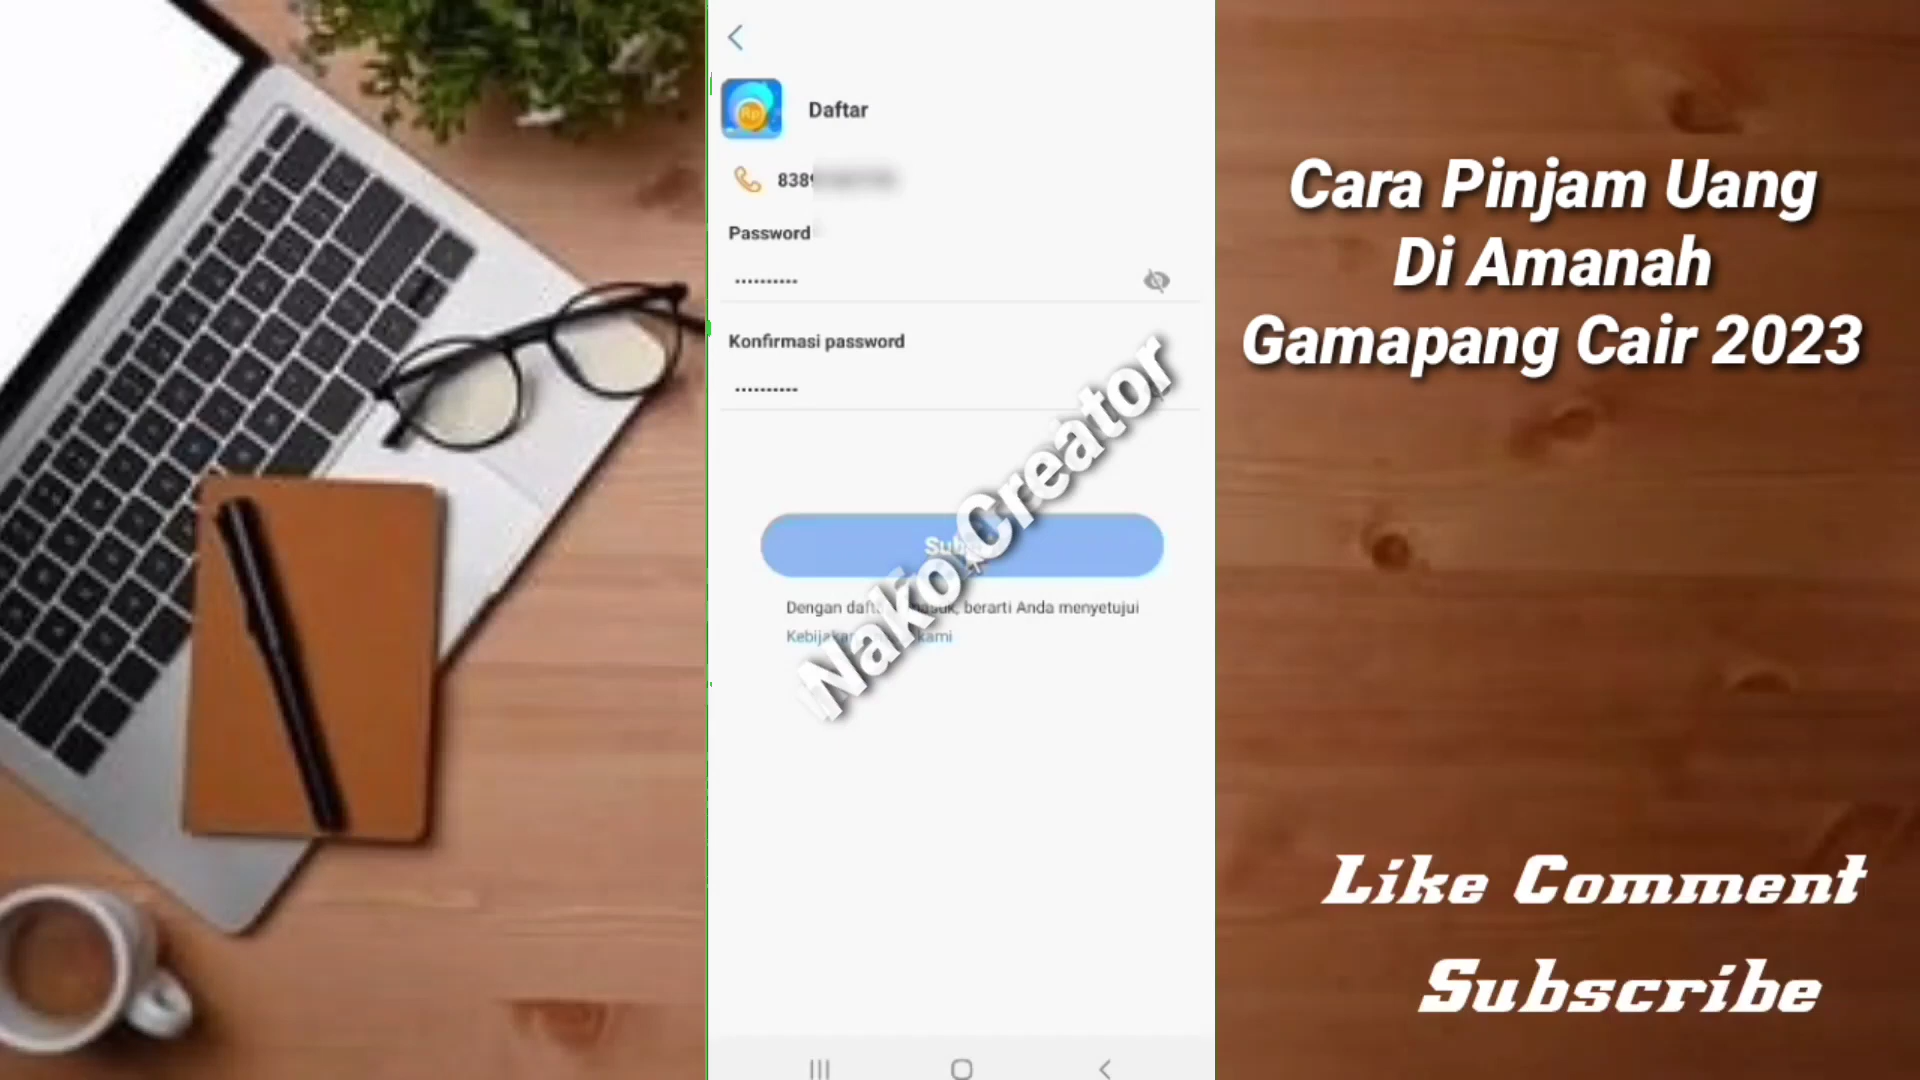 Daftar
Rp
838
Password
Konfirmasi password
Nako Creator
Dengan berarti Anda menyetujui
kami
Cara Pinjam Uang
Di Amanah
Gamapang Cair 2023
Like Comment
Subscribe